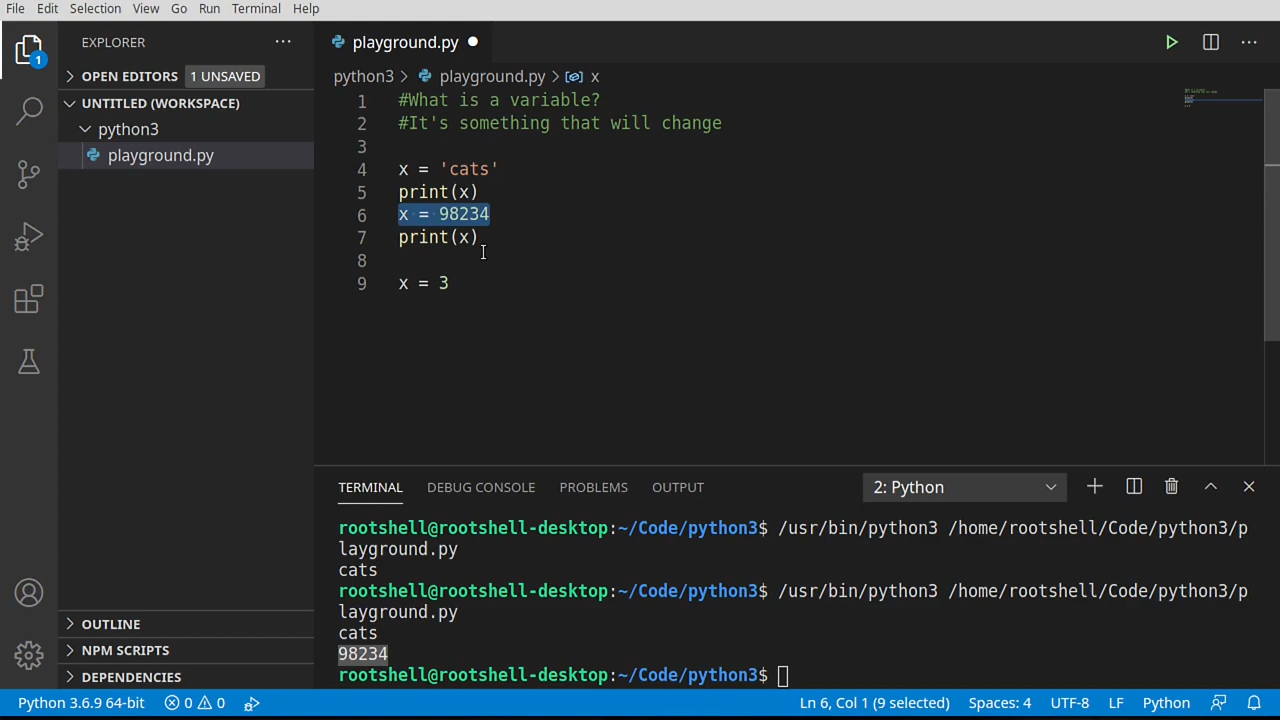 File Edit Selection View Go Run Terminal Help
EXPLORER
1
OPEN EDITORS 1 UNSAVED
UNTITLED (WORKSPACE)
python3
playground.py
OUTLINE
NPM SCRIPTS
DEPENDENCIES
playground.py
python3 > playground.py > x
1 #What is a variable?
2 #It's something that will change
3
4 x = 'cats'
5 print(x)
6 x = 98234
7 print(x)
8
9 x = 3
TERMINAL DEBUG CONSOLE PROBLEMS OUTPUT 2: Python
rootshell@rootshell-desktop:~/Code/python3$ /usr/bin/python3 /home/rootshell/Code/python3/p
layground.py
cats
rootshell@rootshell-desktop:~/Code/python3$ /usr/bin/python3 /home/rootshell/Code/python3/p
layground.py
cats
98234
rootshell@rootshell-desktop:~/Code/python3$
Python 3.6.9 64-bit 0 0 Ln 6, Col 1 (9 selected) Spaces: 4 UTF-8 LF Python